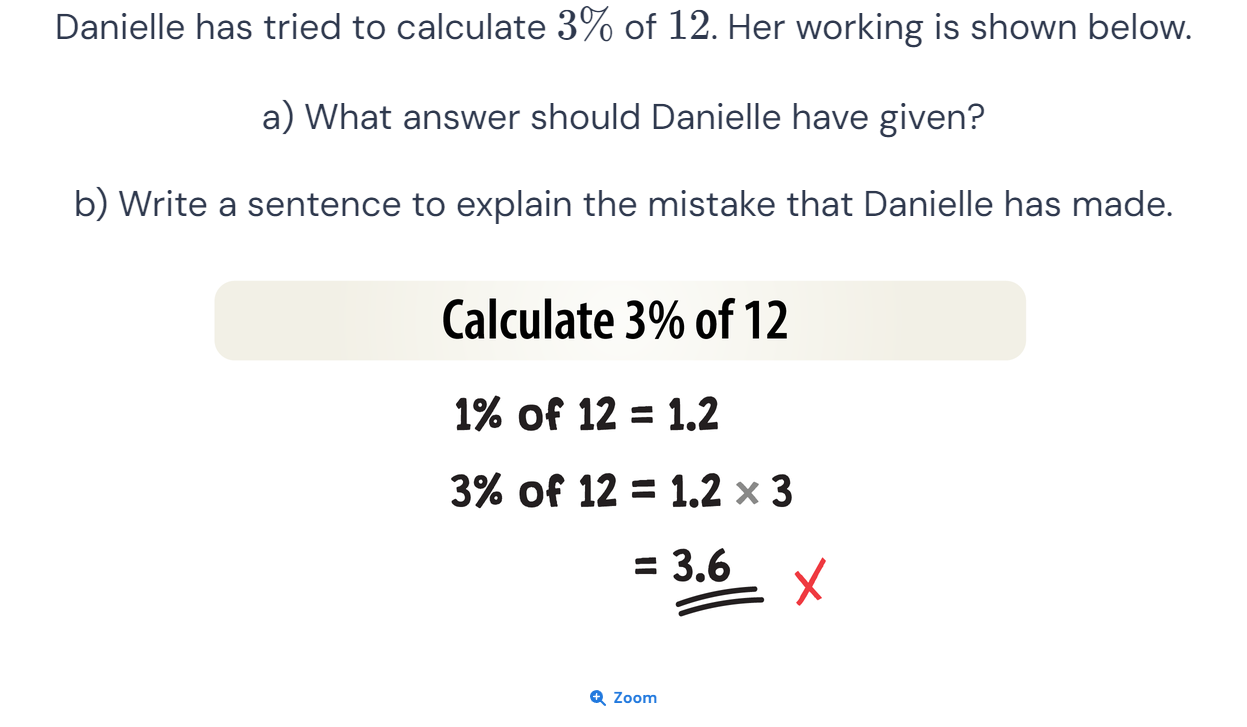 Danielle has tried to calculate 3% of 12. Her working is shown below.
a) What answer should Danielle have given?
b) Write a sentence to explain the mistake that Danielle has made.
Calculate 3% of 12
1% of 12 = 1.2
3% of 12 = 1.2 × 3
= 3.6 ✗
Zoom